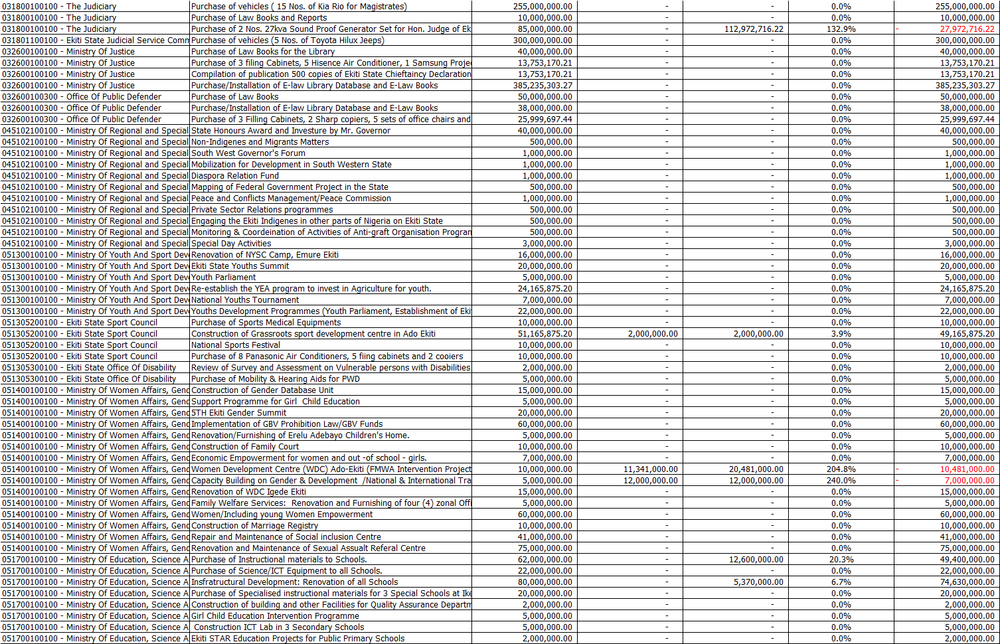 031800100100 - The Judiciary Purchase of vehicles ( 15 Nos. of Kia Rio for Magistrates) 255,000,000.00 - - 0.0% 255,000,000.00
031800100100 - The Judiciary Purchase of Law Books and Reports 10,000,000.00 - - 0.0% 10,000,000.00
031800100100 - The Judiciary Purchase of 2 Nos. 27kva Sound Proof Generator Set for Hon. Judge of Ek 85,000,000.00 - 112,972,716.22 132.9% - 27,972,716.22
031801100100 - Ekiti State Judicial Service Comm Purchase of vehicles (5 Nos. of Toyota Hilux Jeeps) 300,000,000.00 - - 0.0% 300,000,000.00
032600100100 - Ministry Of Justice Purchase of Law Books for the Library 40,000,000.00 - - 0.0% 40,000,000.00
032600100100 - Ministry Of Justice Purchase of 3 filing Cabinets, 5 Hisence Air Conditioner, 1 Samsung Proje 13,753,170.21 - - 0.0% 13,753,170.21
032600100100 - Ministry Of Justice Compilation of publication 500 copies of Ekiti State Chieftaincy Declaration 13,753,170.21 - - 0.0% 13,753,170.21
032600100100 - Ministry Of Justice Purchase/Installation of E-law Library Database and E-Law Books 385,235,303.27 - - 0.0% 385,235,303.27
032600100300 - Office Of Public Defender Purchase of Law Books 50,000,000.00 - - 0.0% 50,000,000.00
032600100300 - Office Of Public Defender Purchase/Installation of E-law Library Database and E-Law Books 38,000,000.00 - - 0.0% 38,000,000.00
032600100300 - Office Of Public Defender Purchase of 3 Filling Cabinets, 2 Sharp copiers, 5 sets of office chairs and 25,999,697.44 - - 0.0% 25,999,697.44
045102100100 - Ministry Of Regional and Special State Honours Award and Investure by Mr. Governor 40,000,000.00 - - 0.0% 40,000,000.00
045102100100 - Ministry Of Regional and Special Non-Indigenes and Migrants Matters 500,000.00 - - 0.0% 500,000.00
045102100100 - Ministry Of Regional and Special South West Governor's Forum 1,000,000.00 - - 0.0% 1,000,000.00
045102100100 - Ministry Of Regional and Special Mobilization for Development in South Western State 1,000,000.00 - - 0.0% 1,000,000.00
045102100100 - Ministry Of Regional and Special Diaspora Relation Fund 1,000,000.00 - - 0.0% 1,000,000.00
045102100100 - Ministry Of Regional and Special Mapping of Federal Government Project in the State 500,000.00 - - 0.0% 500,000.00
045102100100 - Ministry Of Regional and Special Peace and Conflicts Management/Peace Commission 1,000,000.00 - - 0.0% 1,000,000.00
045102100100 - Ministry Of Regional and Special Private Sector Relations programmes 500,000.00 - - 0.0% 500,000.00
045102100100 - Ministry Of Regional and Special Engaging the Ekiti Indigenes in other parts of Nigeria on Ekiti State 500,000.00 - - 0.0% 500,000.00
045102100100 - Ministry Of Regional and Special Monitoring & Coordeination of Activities of Anti-graft Organisation Program 500,000.00 - - 0.0% 500,000.00
045102100100 - Ministry Of Regional and Special Special Day Activities 3,000,000.00 - - 0.0% 3,000,000.00
051300100100 - Ministry Of Youth And Sport Deve Renovation of NYSC Camp, Emure Ekiti 16,000,000.00 - - 0.0% 16,000,000.00
051300100100 - Ministry Of Youth And Sport Deve Ekiti State Youths Summit 20,000,000.00 - - 0.0% 20,000,000.00
051300100100 - Ministry Of Youth And Sport Deve Youth Parliament 5,000,000.00 - - 0.0% 5,000,000.00
051300100100 - Ministry Of Youth And Sport Deve Re-establish the YEA program to invest in Agriculture for youth. 24,165,875.20 - - 0.0% 24,165,875.20
051300100100 - Ministry Of Youth And Sport Deve National Youths Tournament 7,000,000.00 - - 0.0% 7,000,000.00
051300100100 - Ministry Of Youth And Sport Deve Youths Development Programmes (Youth Parliament, Establishment of Eki 22,000,000.00 - - 0.0% 22,000,000.00
051305200100 - Ekiti State Sport Council Purchase of Sports Medical Equipments 10,000,000.00 - - 0.0% 10,000,000.00
051305200100 - Ekiti State Sport Council Construction of Grassroots sport development centre in Ado Ekiti 51,165,875.20 2,000,000.00 2,000,000.00 3.9% 49,165,875.20
051305200100 - Ekiti State Sport Council National Sports Festival 10,000,000.00 - - 0.0% 10,000,000.00
051305200100 - Ekiti State Sport Council Purchase of 8 Panasonic Air Conditioners, 5 fiing cabinets and 2 cooiers 10,000,000.00 - - 0.0% 10,000,000.00
051305300100 - Ekiti State Office Of Disability Review of Survey and Assessment on Vulnerable persons with Disabilities 2,000,000.00 - - 0.0% 2,000,000.00
051305300100 - Ekiti State Office Of Disability Purchase of Mobility & Hearing Aids for PWD 5,000,000.00 - - 0.0% 5,000,000.00
051400100100 - Ministry Of Women Affairs, Gend Construction of Gender Database Unit 15,000,000.00 - - 0.0% 15,000,000.00
051400100100 - Ministry Of Women Affairs, Gend Support Programme for Girl  Child Education 5,000,000.00 - - 0.0% 5,000,000.00
051400100100 - Ministry Of Women Affairs, Gend 5TH Ekiti Gender Summit 20,000,000.00 - - 0.0% 20,000,000.00
051400100100 - Ministry Of Women Affairs, Gend Implementation of GBV Prohibition Law/GBV Funds 60,000,000.00 - - 0.0% 60,000,000.00
051400100100 - Ministry Of Women Affairs, Gend Renovation/Furnishing of Erelu Adebayo Children's Home. 5,000,000.00 - - 0.0% 5,000,000.00
051400100100 - Ministry Of Women Affairs, Gend Construction of Family Court 10,000,000.00 - - 0.0% 10,000,000.00
051400100100 - Ministry Of Women Affairs, Gend Economic Empowerment for women and out -of school - girls. 7,000,000.00 - - 0.0% 7,000,000.00
051400100100 - Ministry Of Women Affairs, Gend Women Development Centre (WDC) Ado-Ekiti (FMWA Intervention Project 10,000,000.00 11,341,000.00 20,481,000.00 204.8% - 10,481,000.00
051400100100 - Ministry Of Women Affairs, Gend Capacity Building on Gender & Development  /National & International Tra 5,000,000.00 12,000,000.00 12,000,000.00 240.0% - 7,000,000.00
051400100100 - Ministry Of Women Affairs, Gend Renovation of WDC Igede Ekiti 15,000,000.00 - - 0.0% 15,000,000.00
051400100100 - Ministry Of Women Affairs, Gend Family Welfare Services:  Renovation and Furnishing of four (4) zonal Offi 5,000,000.00 - - 0.0% 5,000,000.00
051400100100 - Ministry Of Women Affairs, Gend Women/Including young Women Empowerment 60,000,000.00 - - 0.0% 60,000,000.00
051400100100 - Ministry Of Women Affairs, Gend Construction of Marriage Registry 10,000,000.00 - - 0.0% 10,000,000.00
051400100100 - Ministry Of Women Affairs, Gend Repair and Maintenance of Social inclusion Centre 41,000,000.00 - - 0.0% 41,000,000.00
051400100100 - Ministry Of Women Affairs, Gend Renovation and Maintenance of Sexual Assualt Referal Centre 75,000,000.00 - - 0.0% 75,000,000.00
051700100100 - Ministry Of Education, Science A Purchase of Instructional materials to Schools. 62,000,000.00 - 12,600,000.00 20.3% 49,400,000.00
051700100100 - Ministry Of Education, Science A Purchase of Science/ICT Equipment to all Schools. 22,000,000.00 - - 0.0% 22,000,000.00
051700100100 - Ministry Of Education, Science A Insfratructural Development: Renovation of all Schools 80,000,000.00 - 5,370,000.00 6.7% 74,630,000.00
051700100100 - Ministry Of Education, Science A Purchase of Specialised instructional materials for 3 Special Schools at Ike 20,000,000.00 - - 0.0% 20,000,000.00
051700100100 - Ministry Of Education, Science A Construction of building and other Facilities for Quality Assurance Departm 2,000,000.00 - - 0.0% 2,000,000.00
051700100100 - Ministry Of Education, Science A Girl Child Education Intervention Programme 5,000,000.00 - - 0.0% 5,000,000.00
051700100100 - Ministry Of Education, Science A Construction ICT Lab in 3 Secondary Schools 5,000,000.00 - - 0.0% 5,000,000.00
051700100100 - Ministry Of Education, Science A Ekiti STAR Education Projects for Public Primary Schools 2,000,000.00 - - 0.0% 2,000,000.00